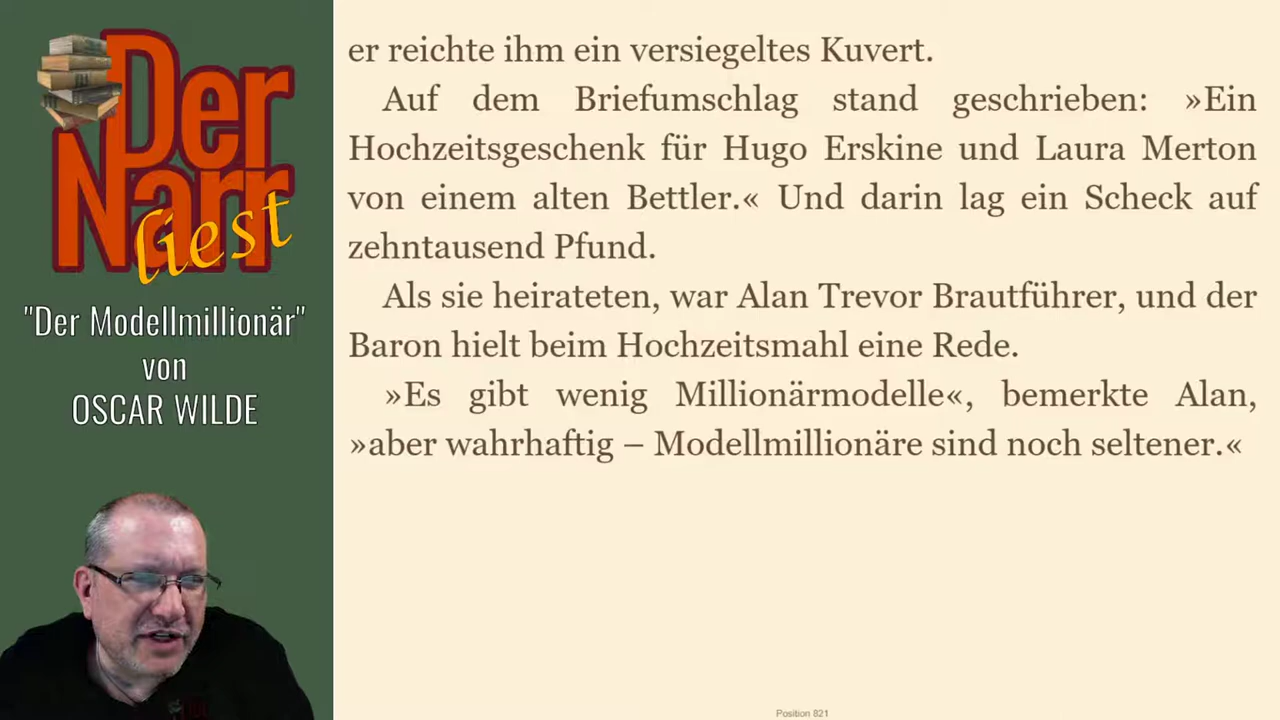 Der
Narr
liest
"Der Modellmillionär"
von
OSCAR WILDE
er reichte ihm ein versiegeltes Kuvert.
Auf dem Briefumschlag stand geschrieben: »Ein
Hochzeitsgeschenk für Hugo Erskine und Laura Merton
von einem alten Bettler.« Und darin lag ein Scheck auf
zehntausend Pfund.
Als sie heirateten, war Alan Trevor Brautführer, und der
Baron hielt beim Hochzeitsmahl eine Rede.
»Es gibt wenig Millionärmodelle«, bemerkte Alan,
»aber wahrhaftig – Modellmillionäre sind noch seltener.«
Position 821